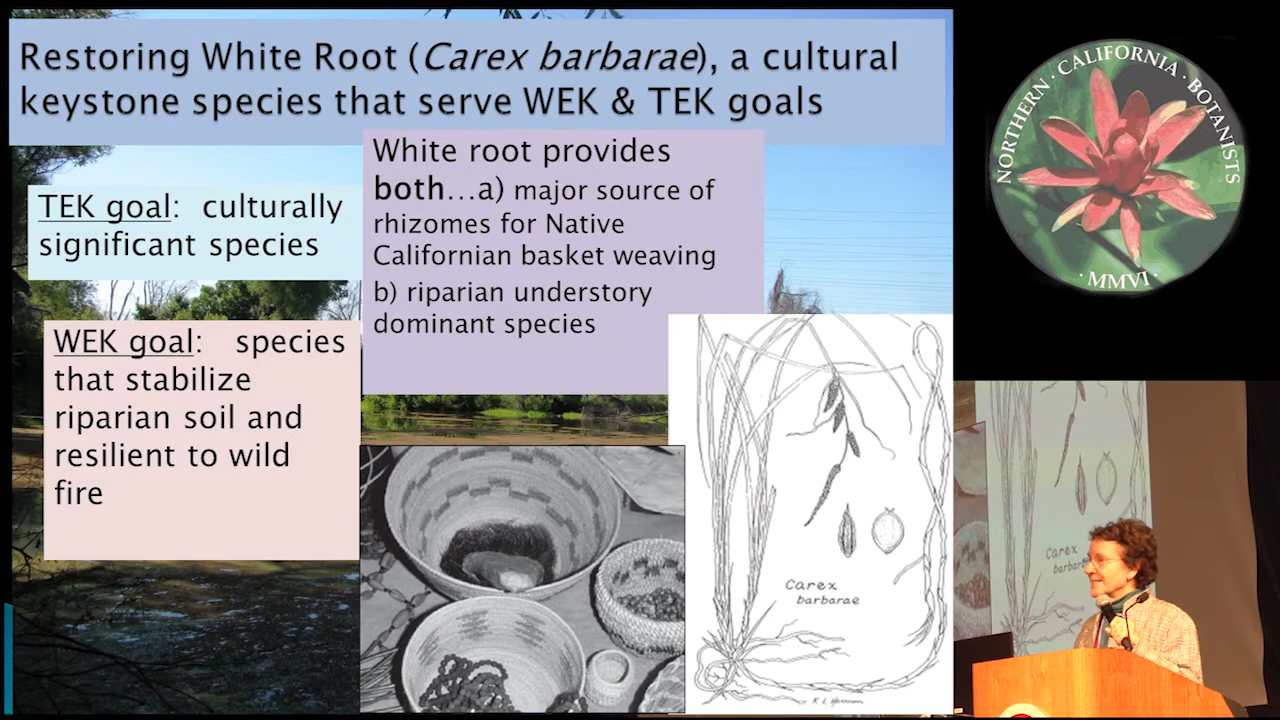 Restoring White Root (Carex barbarae), a cultural
keystone species that serve WEK & TEK goals
TEK goal: culturally
significant species
WEK goal: species
that stabilize
riparian soil and
resilient to wild
fire
White root provides
both...a) major source of
rhizomes for Native
Californian basket weaving
b) riparian understory
dominant species
Carex
barbarae
NORTHERN · CALIFORNIA · BOTANISTS
· MMVI ·
Carex